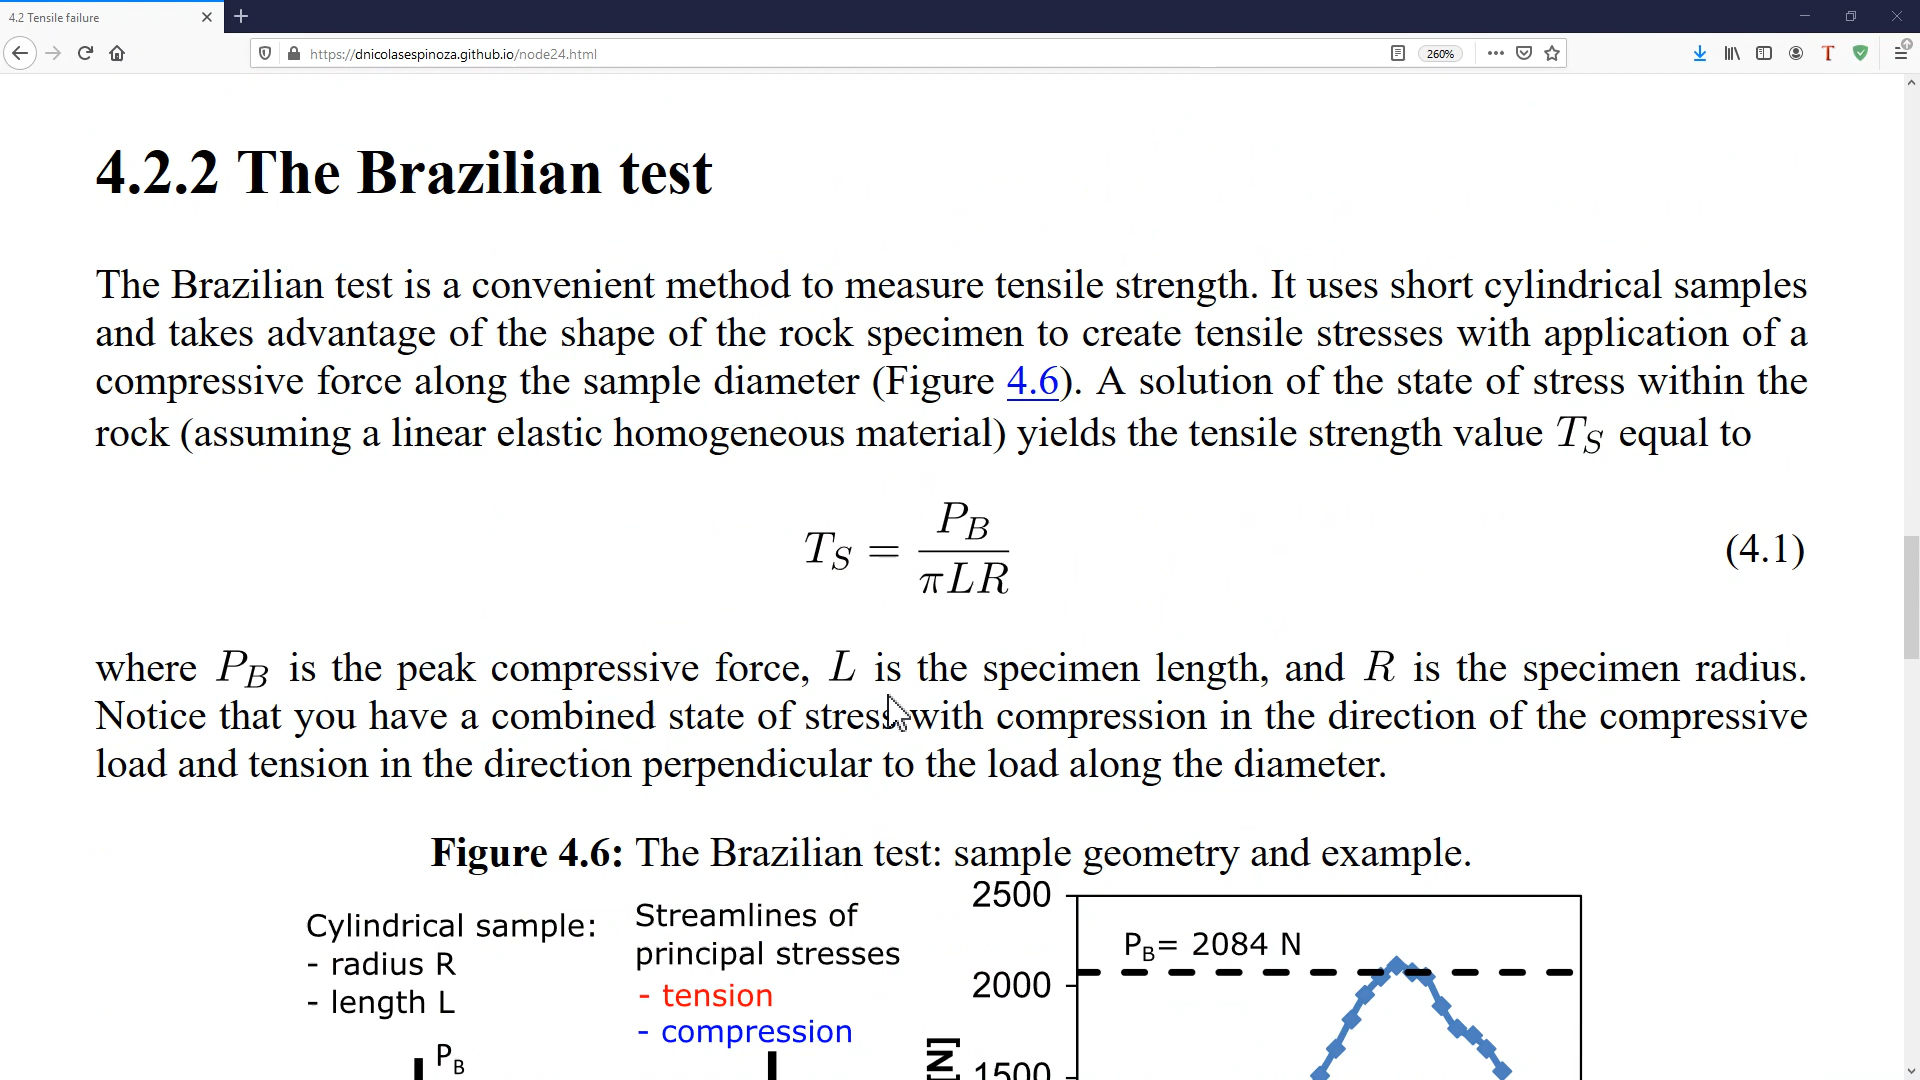 4.2 Tensile failure
https://dnicolasespinoza.github.io/node24.html
260%
4.2.2 The Brazilian test
The Brazilian test is a convenient method to measure tensile strength. It uses short cylindrical samples
and takes advantage of the shape of the rock specimen to create tensile stresses with application of a
compressive force along the sample diameter (Figure 4.6). A solution of the state of stress within the
rock (assuming a linear elastic homogeneous material) yields the tensile strength value T_S equal to
T_S = P_B / πLR (4.1)
where P_B is the peak compressive force, L is the specimen length, and R is the specimen radius.
Notice that you have a combined state of stress with compression in the direction of the compressive
load and tension in the direction perpendicular to the load along the diameter.
Figure 4.6: The Brazilian test: sample geometry and example.
Cylindrical sample:
- radius R
- length L
P_B
Streamlines of
principal stresses
- tension
- compression
2500
P_B= 2084 N
2000
1500
[N]